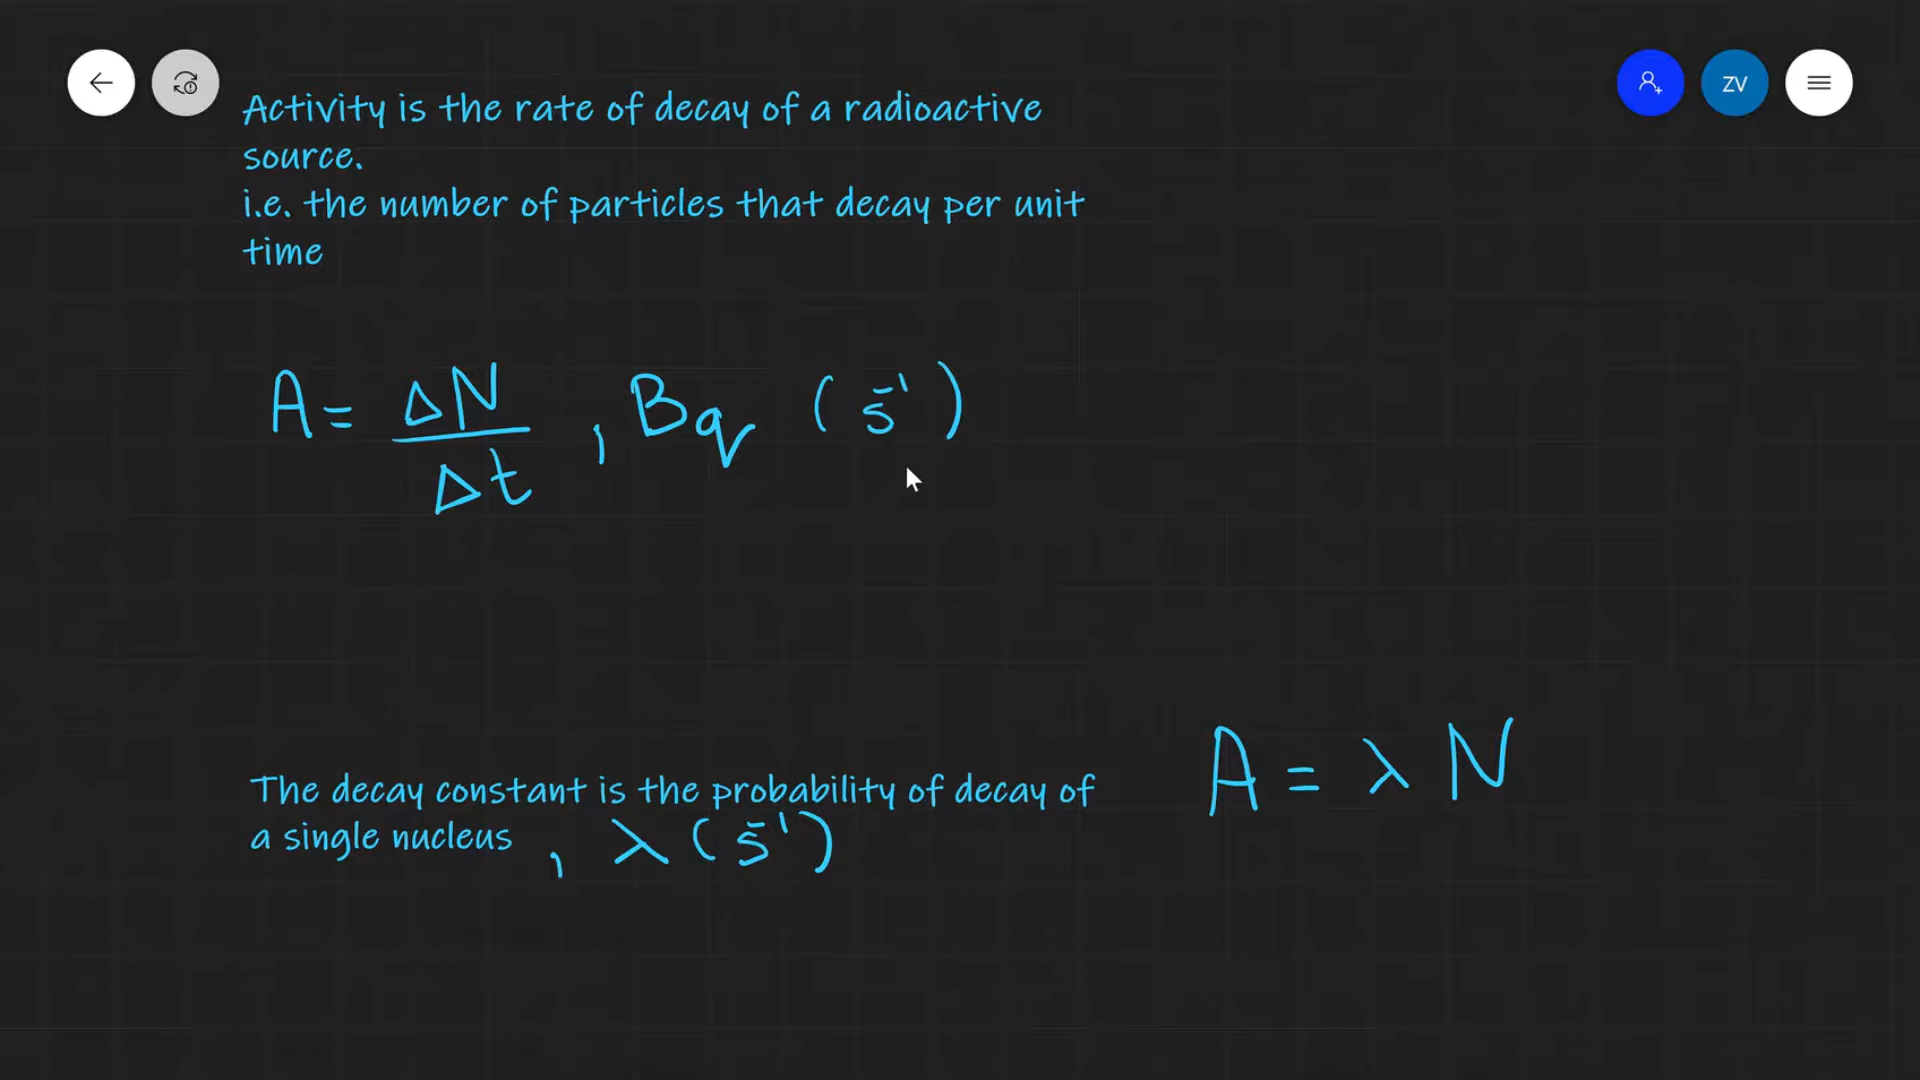 ZV
Activity is the rate of decay of a radioactive
source.
i.e. the number of particles that decay per unit
time
A = ΔN/Δt , Bq (s⁻¹)
A = λ N
The decay constant is the probability of decay of
a single nucleus , λ (s⁻¹)